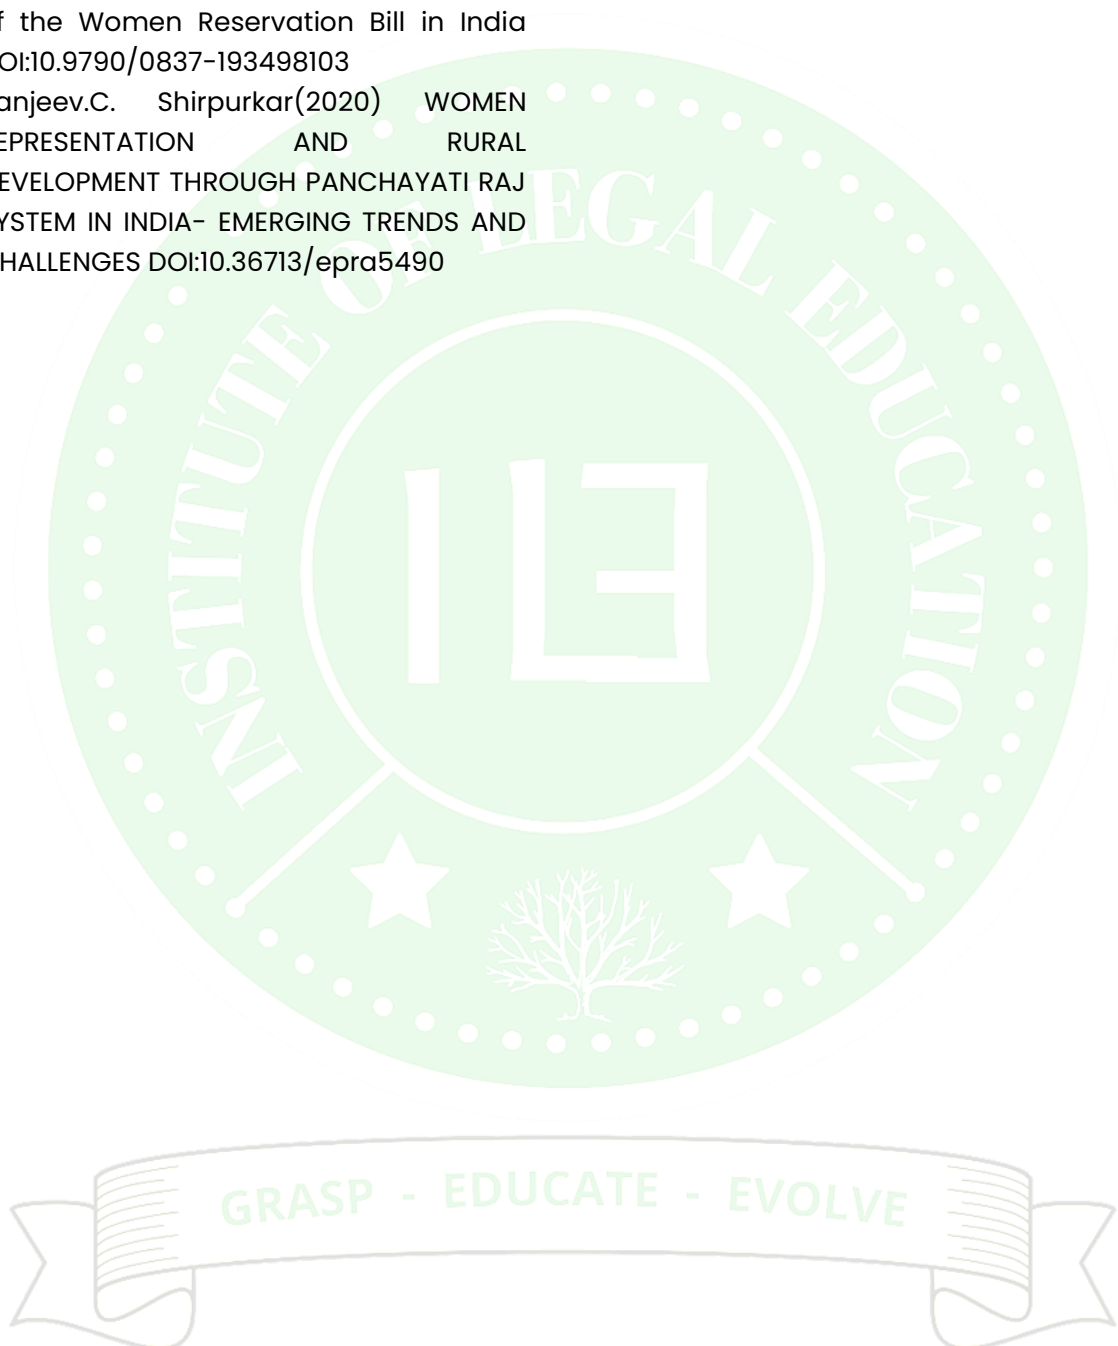 f the Women Reservation Bill in India
OI:10.9790/0837-193498103
anjeev.C. Shirpurkar(2020) WOMEN
EPRESENTATION AND RURAL
EVELOPMENT THROUGH PANCHAYATI RAJ
YSTEM IN INDIA- EMERGING TRENDS AND
HALLENGES DOI:10.36713/epra5490
INSTITUTE OF LEGAL EDUCATION
ILE
GRASP - EDUCATE - EVOLVE